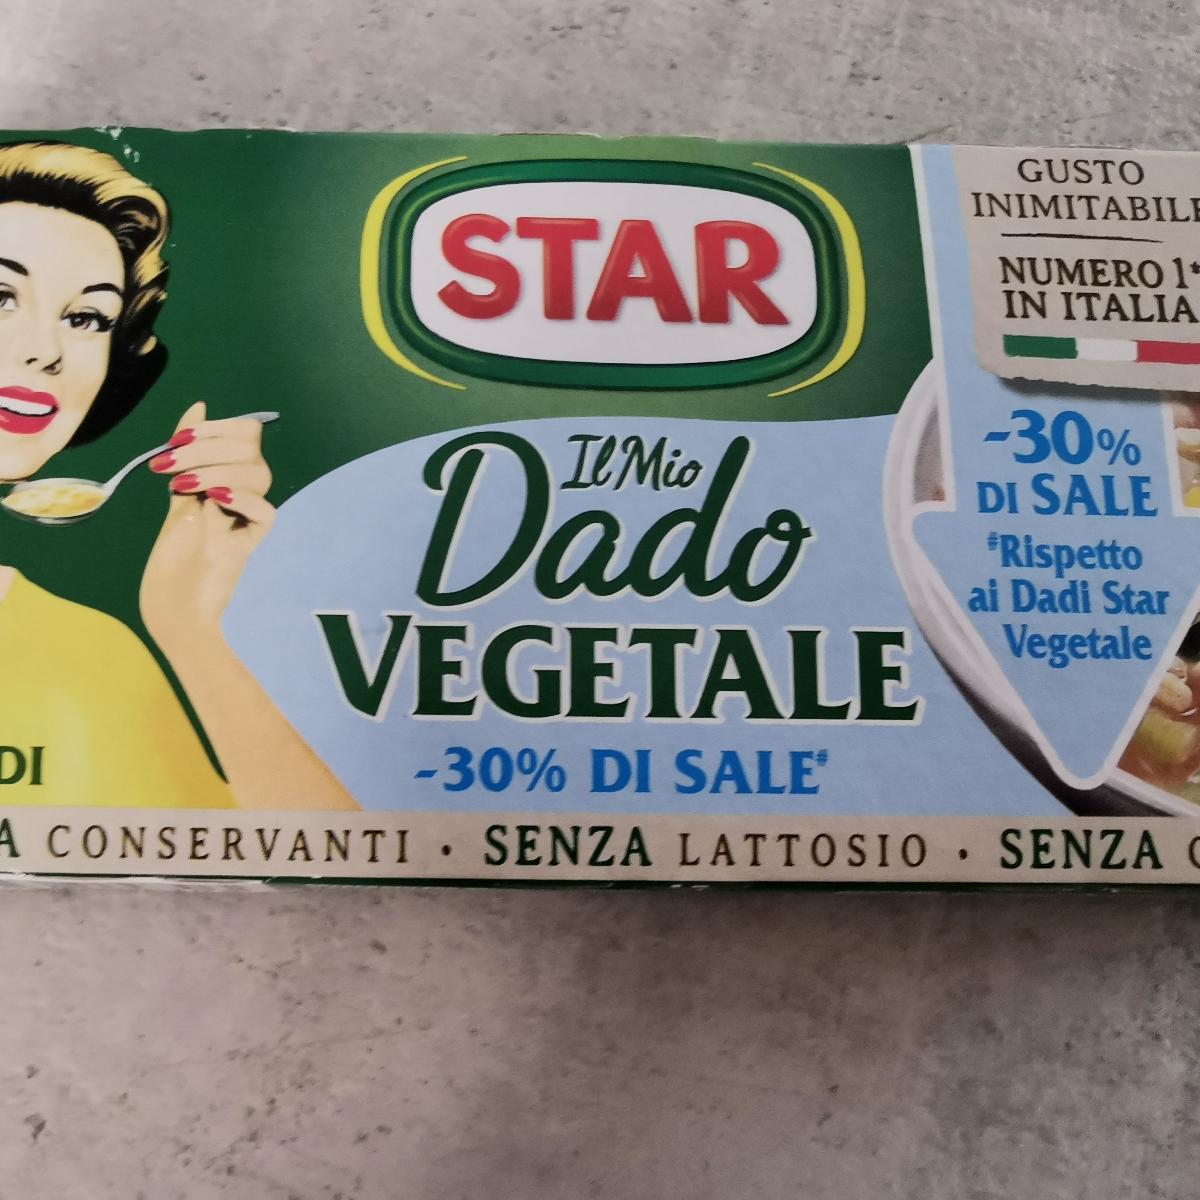 STAR
GUSTO
INIMITABILE
NUMERO 1*
IN ITALIA
Il Mio
Dado
VEGETALE
-30% DI SALE#
-30%
DI SALE
#Rispetto
ai Dadi Star
Vegetale
DI
A CONSERVANTI · SENZA LATTOSIO · SENZA